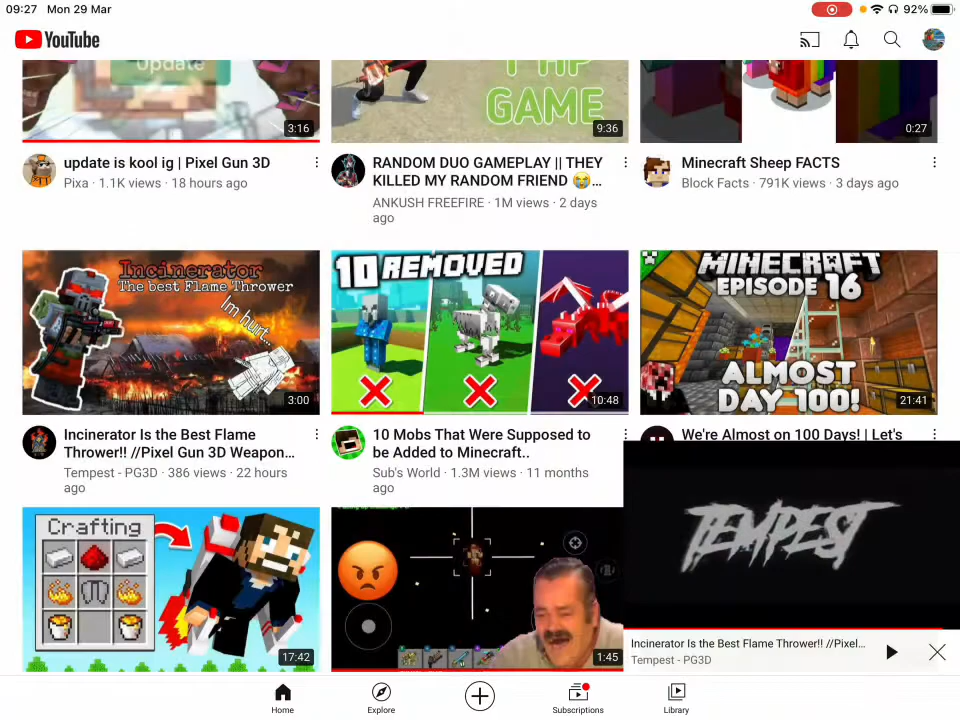 09:27 Mon 29 Mar
92%
YouTube
Update
1 HP
GAME
3:16
9:36
0:27
update is kool ig | Pixel Gun 3D
Pixa · 1.1K views · 18 hours ago
RANDOM DUO GAMEPLAY || THEY
KILLED MY RANDOM FRIEND 😭...
ANKUSH FREEFIRE · 1M views · 2 days
ago
Minecraft Sheep FACTS
Block Facts · 791K views · 3 days ago
Incinerator
The best Flame Thrower
Im hurt...
3:00
10 REMOVED
10:48
MINECRAFT
EPISODE 16
ALMOST
DAY 100!
21:41
Incinerator Is the Best Flame
Thrower!! //Pixel Gun 3D Weapon...
Tempest - PG3D · 386 views · 22 hours
ago
10 Mobs That Were Supposed to
be Added to Minecraft..
Sub's World · 1.3M views · 11 months
ago
We're Almost on 100 Days! | Let's
Crafting
17:42
1:45
TEMPEST
Incinerator Is the Best Flame Thrower!! //Pixel...
Tempest - PG3D
Home
Explore
Subscriptions
Library